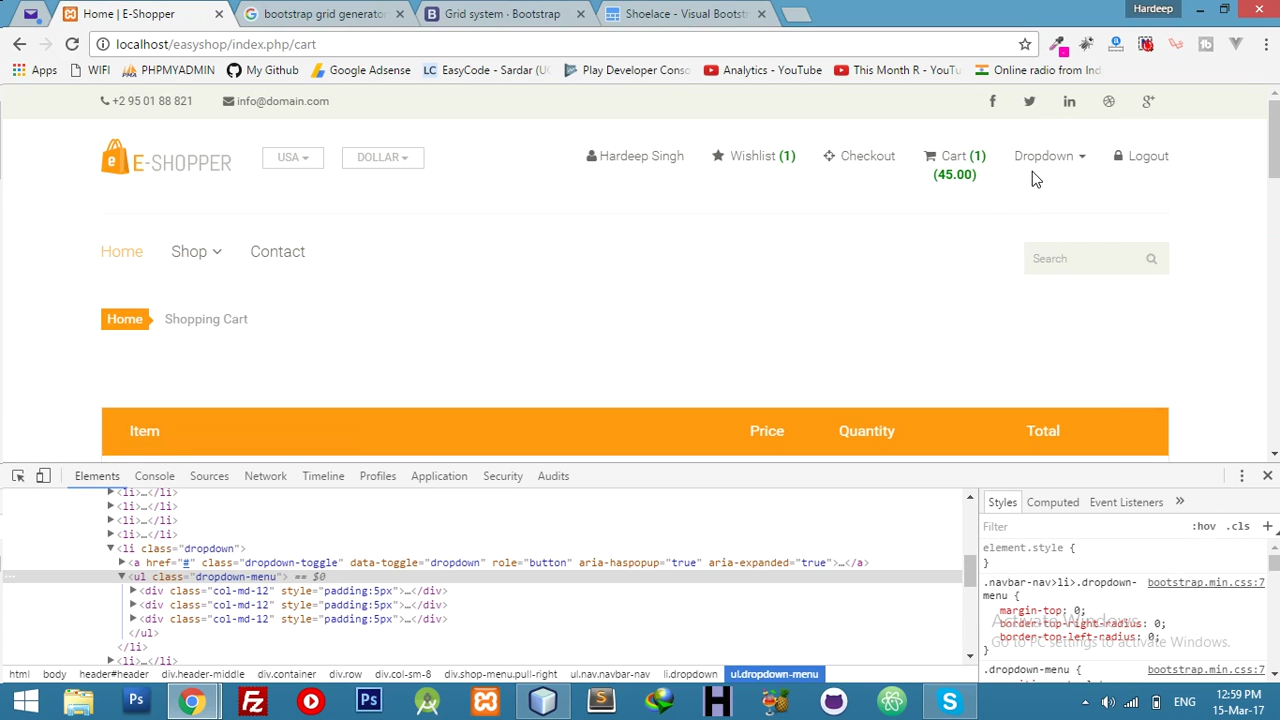 Home | E-Shopper
bootstrap grid generator
Grid system · Bootstrap
Shoelace - Visual Bootst
Hardeep
localhost/easyshop/index.php/cart
Apps
WIFI
PHPMYADMIN
My Github
Google Adsense
EasyCode - Sardar (U
Play Developer Conso
Analytics - YouTube
This Month R - YouTu
Online radio from Ind
+2 95 01 88 821
info@domain.com
E-SHOPPER
USA
DOLLAR
Hardeep Singh
Wishlist (1)
Checkout
Cart (1)
(45.00)
Dropdown
Logout
Home
Shop
Contact
Search
Home
Shopping Cart
Item
Price
Quantity
Total
Elements
Console
Sources
Network
Timeline
Profiles
Application
Security
Audits
<li>…</li>
<li>…</li>
<li>…</li>
<li>…</li>
<li class="dropdown">
<a href="#" class="dropdown-toggle" data-toggle="dropdown" role="button" aria-haspopup="true" aria-expanded="true">…</a>
<ul class="dropdown-menu"> == $0
<div class="col-md-12" style="padding:5px">…</div>
<div class="col-md-12" style="padding:5px">…</div>
<div class="col-md-12" style="padding:5px">…</div>
</ul>
</li>
<li>…</li>
html body header#header div.header-middle div.container div.row div.col-sm-8 div.shop-menu.pull-right ul.nav.navbar-nav li.dropdown ul.dropdown-menu
Styles
Computed
Event Listeners
»
Filter
:hov .cls
element.style {
}
.navbar-nav>li>.dropdown-menu {
bootstrap.min.css:7
margin-top: 0;
border-top-right-radius: 0;
border-top-left-radius: 0;
}
.dropdown-menu {
bootstrap.min.css:7
Activate Windows
Go to PC settings to activate Windows.
ENG
12:59 PM
15-Mar-17